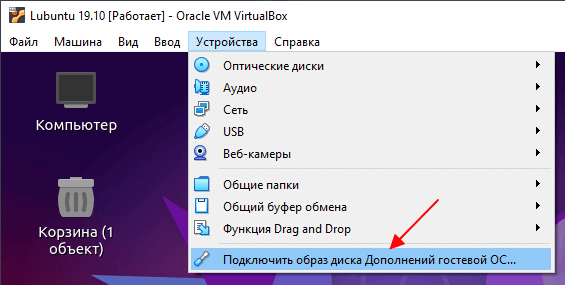 Lubuntu 19.10 [Работает] - Oracle VM VirtualBox
Файл Машина Вид Ввод Устройства Справка
Оптические диски
Аудио
Сеть
USB
Веб-камеры
Общие папки
Общий буфер обмена
Функция Drag and Drop
Подключить образ диска Дополнений гостевой ОС...
Компьютер
Корзина (1
объект)